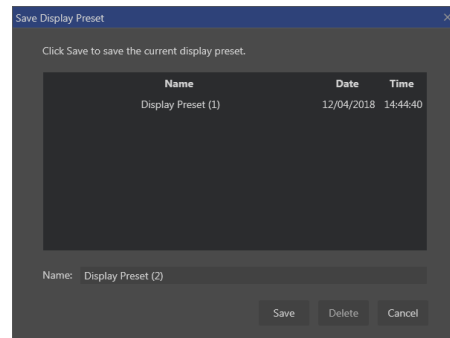 Save Display Preset
Click Save to save the current display preset.
Name Date Time
Display Preset (1) 12/04/2018 14:44:40
Name: Display Preset (2)
Save Delete Cancel